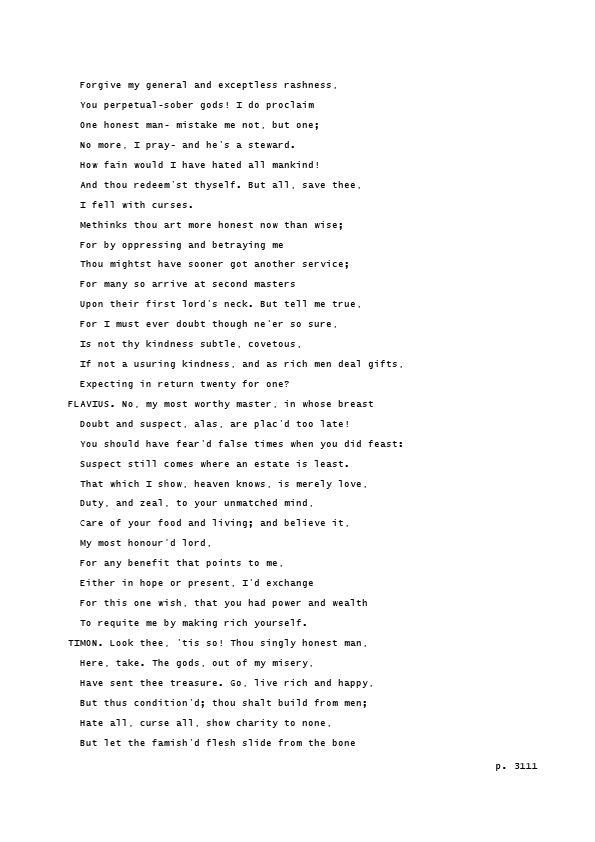 Forgive my general and exceptless rashness,
You perpetual-sober gods! I do proclaim
One honest man- mistake me not, but one;
No more, I pray- and he's a steward.
How fain would I have hated all mankind!
And thou redeem'st thyself. But all, save thee,
I fell with curses.
Methinks thou art more honest now than wise;
For by oppressing and betraying me
Thou mightst have sooner got another service;
For many so arrive at second masters
Upon their first lord's neck. But tell me true,
For I must ever doubt though ne'er so sure,
Is not thy kindness subtle, covetous,
If not a usuring kindness, and as rich men deal gifts,
Expecting in return twenty for one?
FLAVIUS. No, my most worthy master, in whose breast
Doubt and suspect, alas, are plac'd too late!
You should have fear'd false times when you did feast:
Suspect still comes where an estate is least.
That which I show, heaven knows, is merely love,
Duty, and zeal, to your unmatched mind,
Care of your food and living; and believe it,
My most honour'd lord,
For any benefit that points to me,
Either in hope or present, I'd exchange
For this one wish, that you had power and wealth
To requite me by making rich yourself.
TIMON. Look thee, 'tis so! Thou singly honest man,
Here, take. The gods, out of my misery,
Have sent thee treasure. Go, live rich and happy,
But thus condition'd; thou shalt build from men;
Hate all, curse all, show charity to none,
But let the famish'd flesh slide from the bone
p. 3111